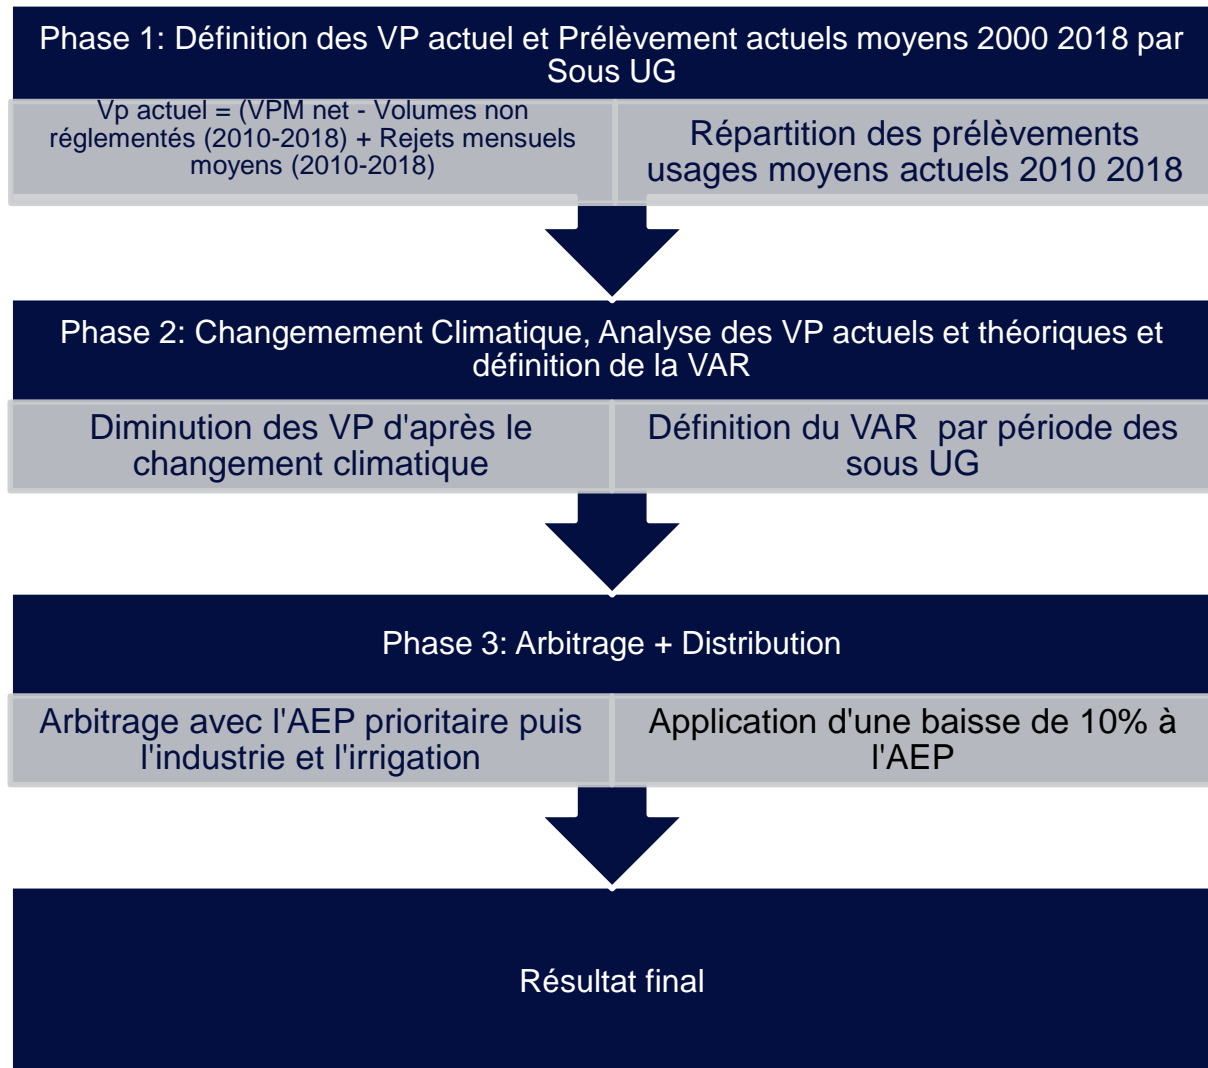 Phase 1: Définition des VP actuel et Prélèvement actuels moyens 2000 2018 par
Sous UG
Vp actuel = (VPM net - Volumes non
réglementés (2010-2018) + Rejets mensuels
moyens (2010-2018)
Répartition des prélèvements
usages moyens actuels 2010 2018
Phase 2: Changemement Climatique, Analyse des VP actuels et théoriques et
définition de la VAR
Diminution des VP d'après le
changement climatique
Définition du VAR par période des
sous UG
Phase 3: Arbitrage + Distribution
Arbitrage avec l'AEP prioritaire puis
l'industrie et l'irrigation
Application d'une baisse de 10% à
l'AEP
Résultat final